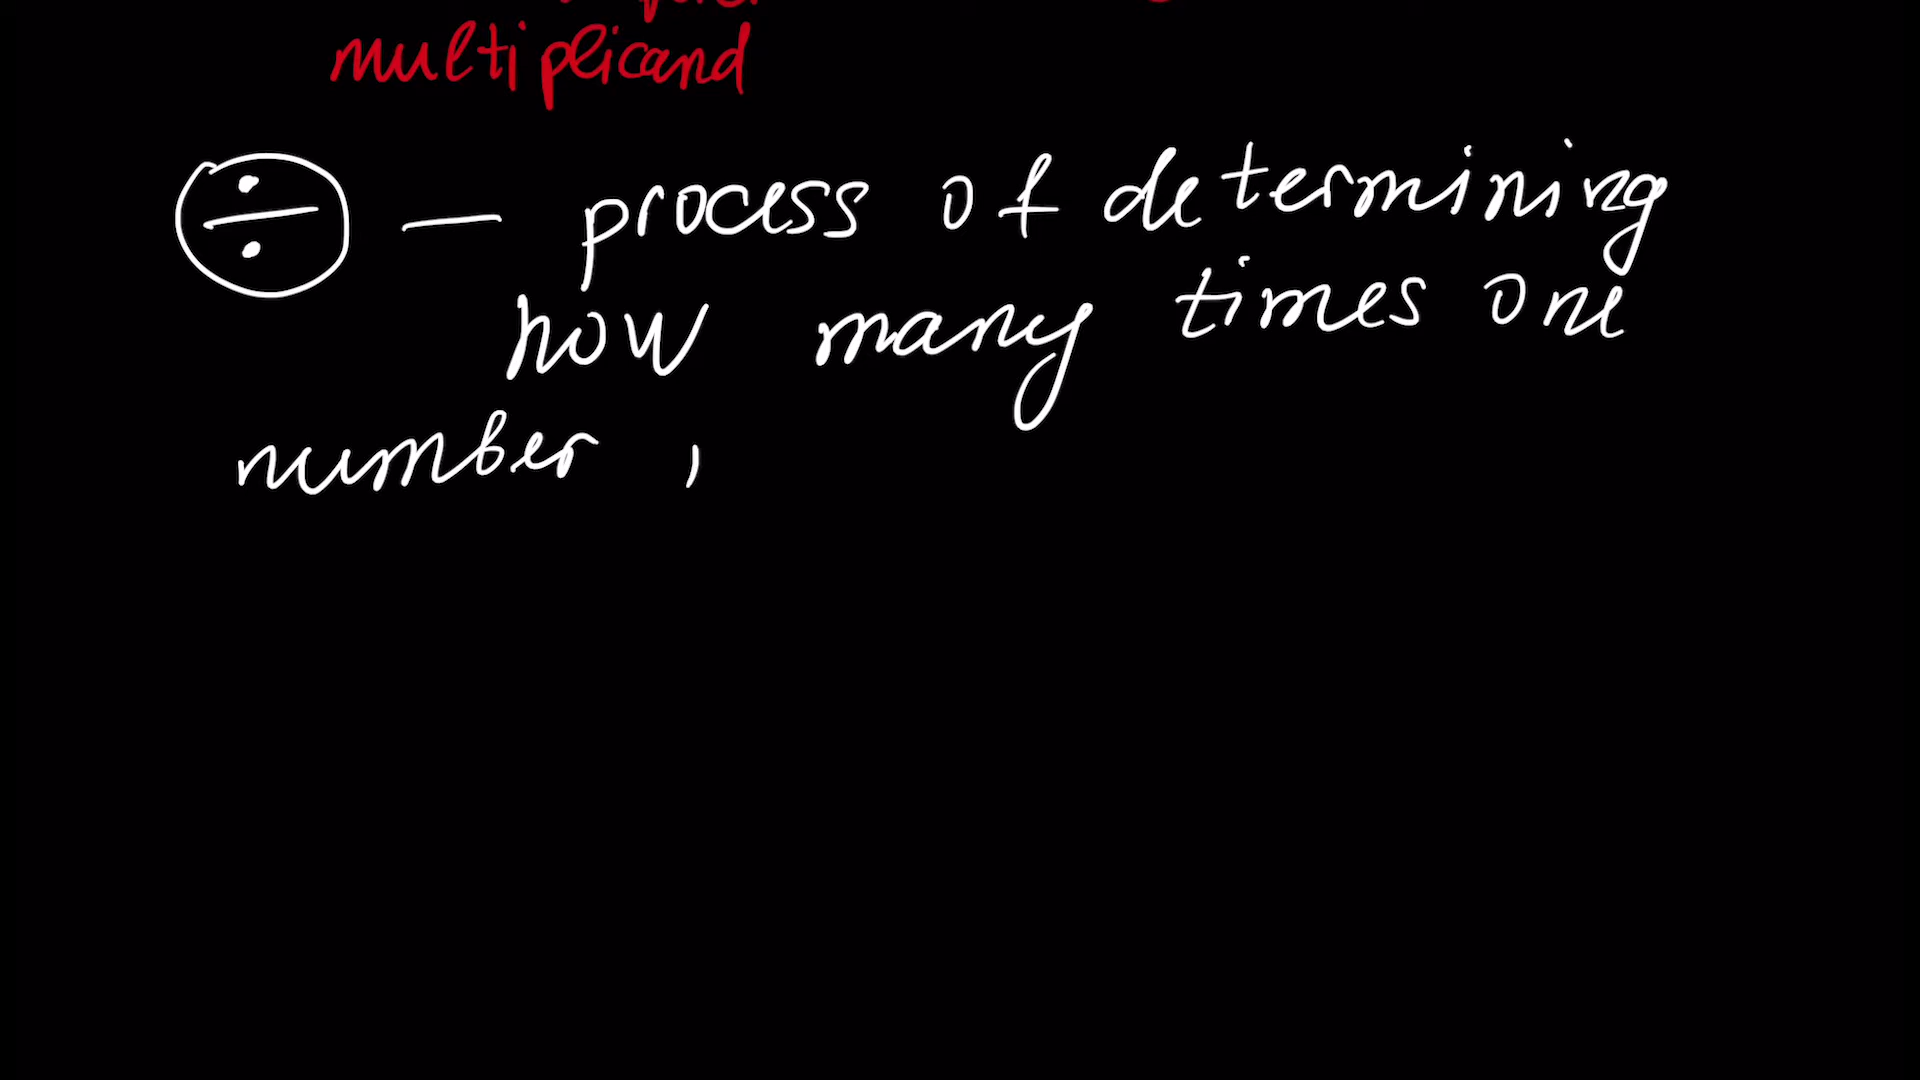 multiplicand
÷ — process of determining
how many times one
number ,